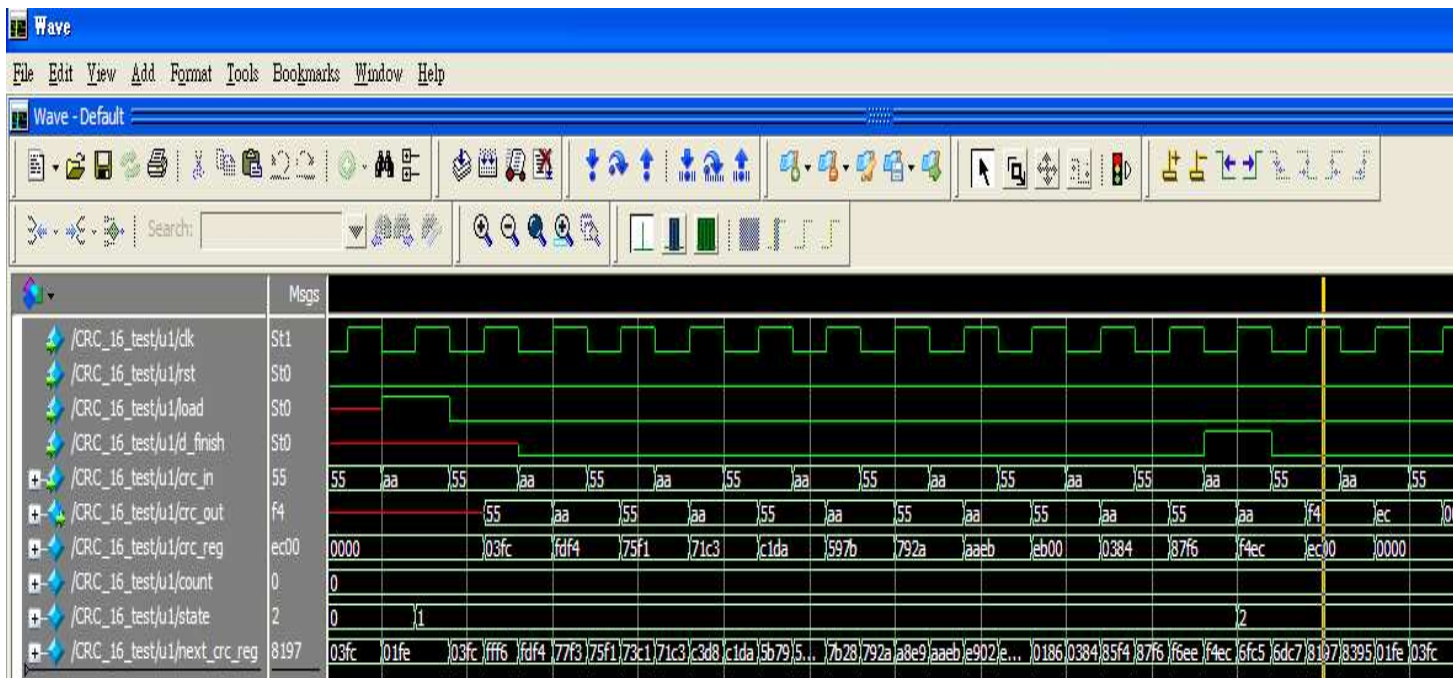 Wave
File Edit View Add Format Tools Bookmarks Window Help
Wave - Default
Search:
Msgs
/CRC_16_test/u1/clk St1
/CRC_16_test/u1/rst St0
/CRC_16_test/u1/load St0
/CRC_16_test/u1/d_finish St0
/CRC_16_test/u1/crc_in 55 55 aa 55 aa 55 aa 55 aa 55 aa 55 aa 55 aa 55 aa 55
/CRC_16_test/u1/crc_out f4 55 aa 55 aa 55 aa 55 aa 55 aa 55 aa f4 ec
/CRC_16_test/u1/crc_reg ec00 0000 03fc fdf4 75f1 71c3 c1da 597b 792a aaeb eb00 0384 87f6 f4ec ec00 0000
/CRC_16_test/u1/count 0 0
/CRC_16_test/u1/state 2 0 1 2
/CRC_16_test/u1/next_crc_reg 8197 03fc 01fe 03fc fff6 fdf4 77f3 75f1 73c1 71c3 c3d8 c1da 5b79 5... 7b28 792a a8e9 aaeb e902 e... 0186 0384 85f4 87f6 f6ee f4ec 6fc5 6dc7 8197 8395 01fe 03fc